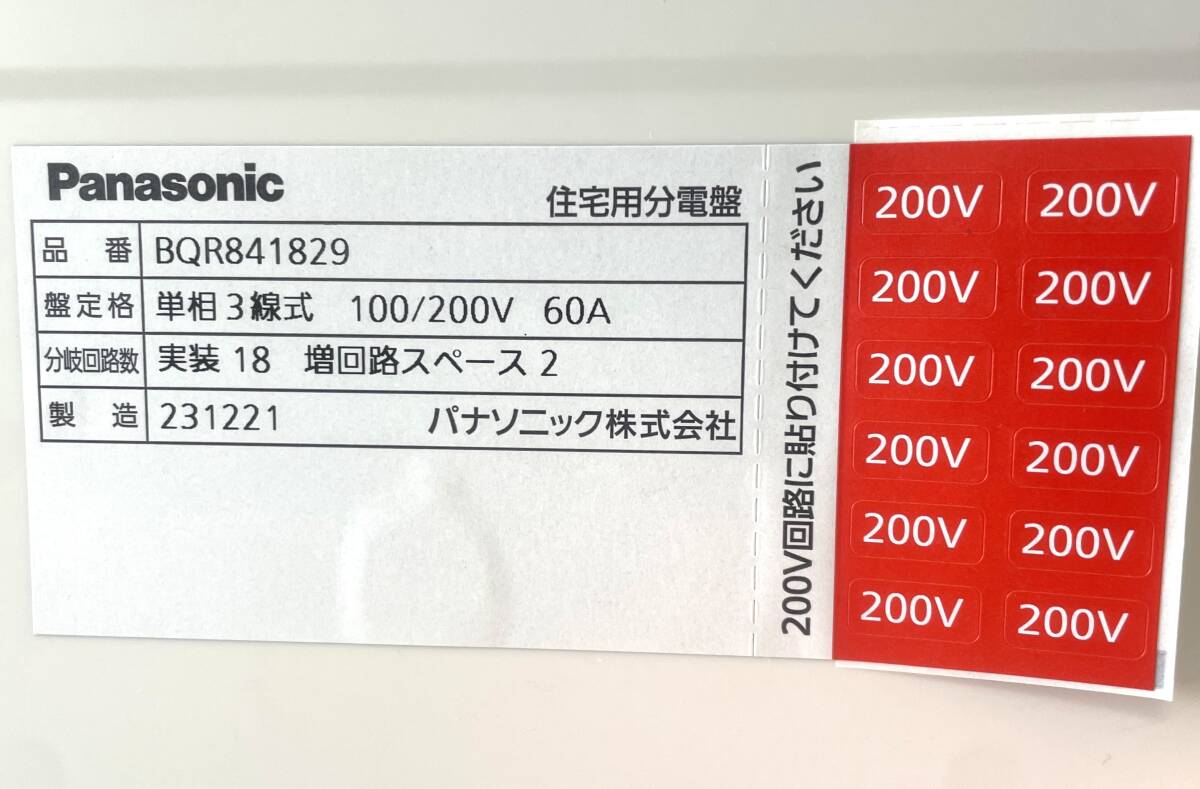 Panasonic
住宅用分電盤
品番 BQR841829
盤定格 単相3線式 100/200V 60A
分岐回路数 実装 18 増回路スペース 2
製造 231221 パナソニック株式会社
200V回路に貼り付けてください
200V 200V
200V 200V
200V 200V
200V 200V
200V 200V
200V 200V